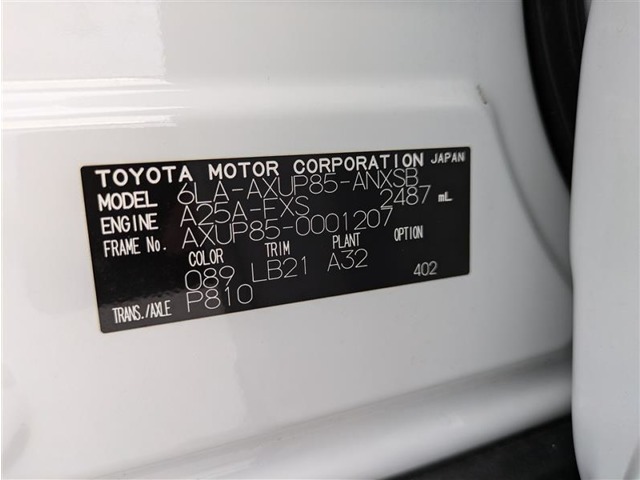 TOYOTA MOTOR CORPORATION JAPAN
MODEL 6LA-AXUP85-ANXSB
ENGINE A25A-FXS 2487 mL
FRAME No. AXUP85-0001207
COLOR TRIM PLANT OPTION
089 LB21 A32 402
TRANS./AXLE P810